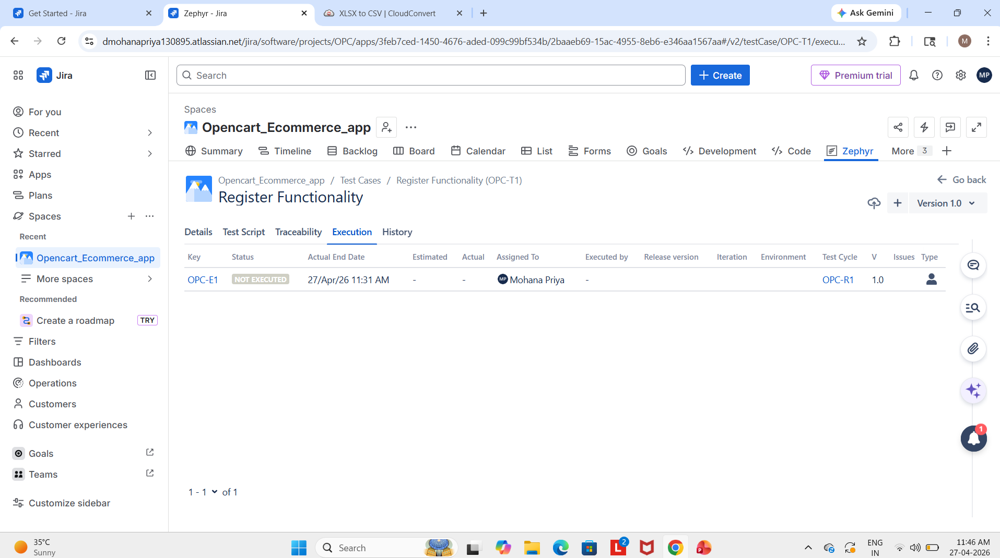 Get Started - Jira
Zephyr - Jira
XLSX to CSV | CloudConvert
Ask Gemini
dmohanapriya130895.atlassian.net/jira/software/projects/OPC/apps/3feb7ced-1450-4676-aded-099c99bf534b/2baaeb69-15ac-4955-8eb6-e346aa1567aa#/v2/testCase/OPC-T1/execu...
M
Jira
Search
Create
Premium trial
MP
For you
Recent
Starred
Apps
Plans
Spaces
Recent
Opencart_Ecommerce_app
More spaces
Recommended
Create a roadmap TRY
Filters
Dashboards
Operations
Customers
Customer experiences
Goals
Teams
Customize sidebar
Spaces
Opencart_Ecommerce_app
Summary Timeline Backlog Board Calendar List Forms Goals Development Code Zephyr More 3
Opencart_Ecommerce_app / Test Cases / Register Functionality (OPC-T1)
Go back
Register Functionality
Version 1.0
Details Test Script Traceability Execution History
Key Status Actual End Date Estimated Actual Assigned To Executed by Release version Iteration Environment Test Cycle V Issues Type
OPC-E1 NOT EXECUTED 27/Apr/26 11:31 AM - - MP Mohana Priya - OPC-R1 1.0
1
1 - 1 of 1
35°C
Sunny
Search
L
2
P
ENG
IN
11:46 AM
27-04-2026